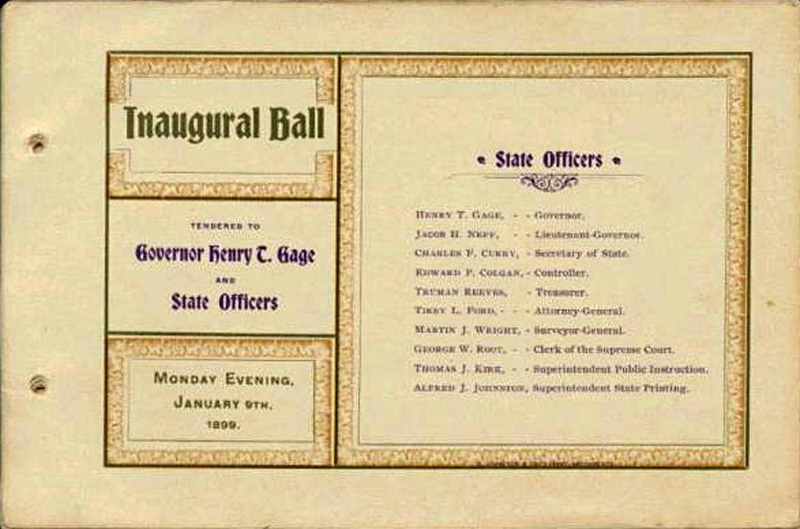 Inaugural Ball
TENDERED TO
Governor Henry T. Gage
AND
State Officers
MONDAY EVENING,
JANUARY 9TH,
1899.
State Officers
HENRY T. GAGE, - - Governor.
JACOB H. NEFF, - - Lieutenant-Governor.
CHARLES F. CURRY, - Secretary of State.
EDWARD P. COLGAN, - Controller.
TRUMAN REEVES, - Treasurer.
TIREY L. FORD, - - - Attorney-General.
MARTIN J. WRIGHT, - Surveyor-General.
GEORGE W. ROOT, - - Clerk of the Supreme Court.
THOMAS J. KIRK, - - Superintendent Public Instruction.
ALFRED J. JOHNSTON, Superintendent State Printing.